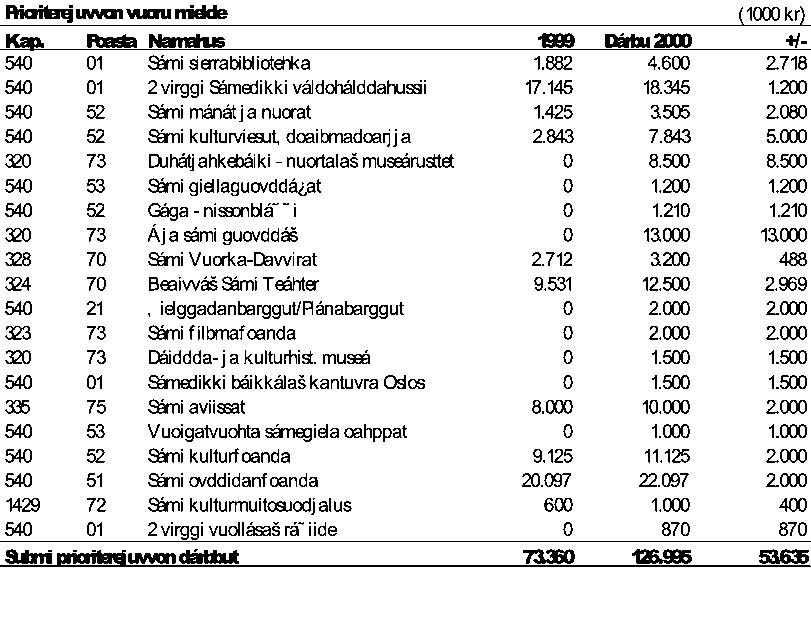 Prioriterejuvvon vuoru mielde (1000 kr)
Kap. Poasta Namahus 1999 Dárbu 2000 +/-
540 01 Sámi sierrabibliotehka 1.882 4.600 2.718
540 01 2 virggi Sámedikki váldohálddahussii 17.145 18.345 1.200
540 52 Sámi mánát ja nuorat 1.425 3.505 2.080
540 52 Sámi kulturviesut, doaibmadoarjja 2.843 7.843 5.000
320 73 Duhátjahkebáiki - nuortalaš museárusttet 0 8.500 8.500
540 53 Sámi giellaguovddá¿at 0 1.200 1.200
540 52 Gága - nissonblá˜˜i 0 1.210 1.210
320 73 Ája sámi guovddáš 0 13.000 13.000
328 70 Sámi Vuorka-Davvirat 2.712 3.200 488
324 70 Beaivváš Sámi Teáhter 9.531 12.500 2.969
540 21 ‚ielggadanbarggut/Plánabarggut 0 2.000 2.000
323 73 Sámi filbmafoanda 0 2.000 2.000
320 73 Dáiddda- ja kulturhist. museá 0 1.500 1.500
540 01 Sámedikki báikkálaš kantuvra Oslos 0 1.500 1.500
335 75 Sámi aviissat 8.000 10.000 2.000
540 53 Vuoigatvuohta sámegiela oahppat 0 1.000 1.000
540 52 Sámi kulturfoanda 9.125 11.125 2.000
540 51 Sámi ovddidanfoanda 20.097 22.097 2.000
1429 72 Sámi kulturmuitosuodjalus 600 1.000 400
540 01 2 virggi vuollásaš rá˜iide 0 870 870
Submi prioriterejuvvon dárbbut 73.360 126.995 53.635